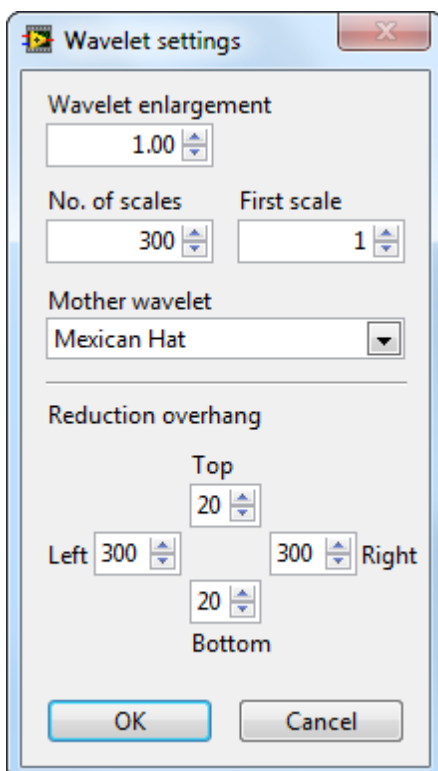 Wavelet settings
Wavelet enlargement
1.00
No. of scales First scale
300 1
Mother wavelet
Mexican Hat
Reduction overhang
Top
20
Left 300 300 Right
20
Bottom
OK Cancel